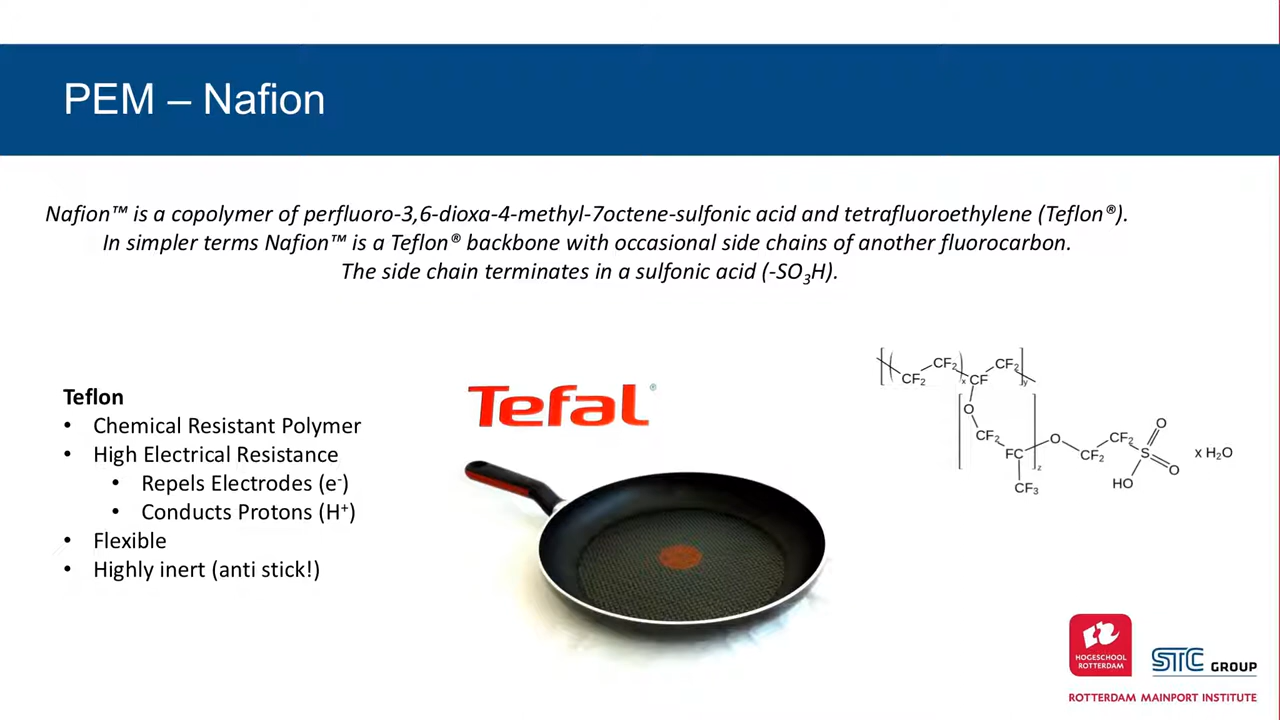 PEM – Nafion
Nafion™ is a copolymer of perfluoro-3,6-dioxa-4-methyl-7octene-sulfonic acid and tetrafluoroethylene (Teflon®).
In simpler terms Nafion™ is a Teflon® backbone with occasional side chains of another fluorocarbon.
The side chain terminates in a sulfonic acid (-SO₃H).
Teflon
• Chemical Resistant Polymer
• High Electrical Resistance
• Repels Electrodes (e⁻)
• Conducts Protons (H⁺)
• Flexible
• Highly inert (anti stick!)
Tefal®
CF₂ CF₂
CF₂ x CF y
O
CF₂ O CF₂ O
FC z CF₂ S x H₂O
O
CF₃ HO
HOGESCHOOL
ROTTERDAM
STC GROUP
ROTTERDAM MAINPORT INSTITUTE